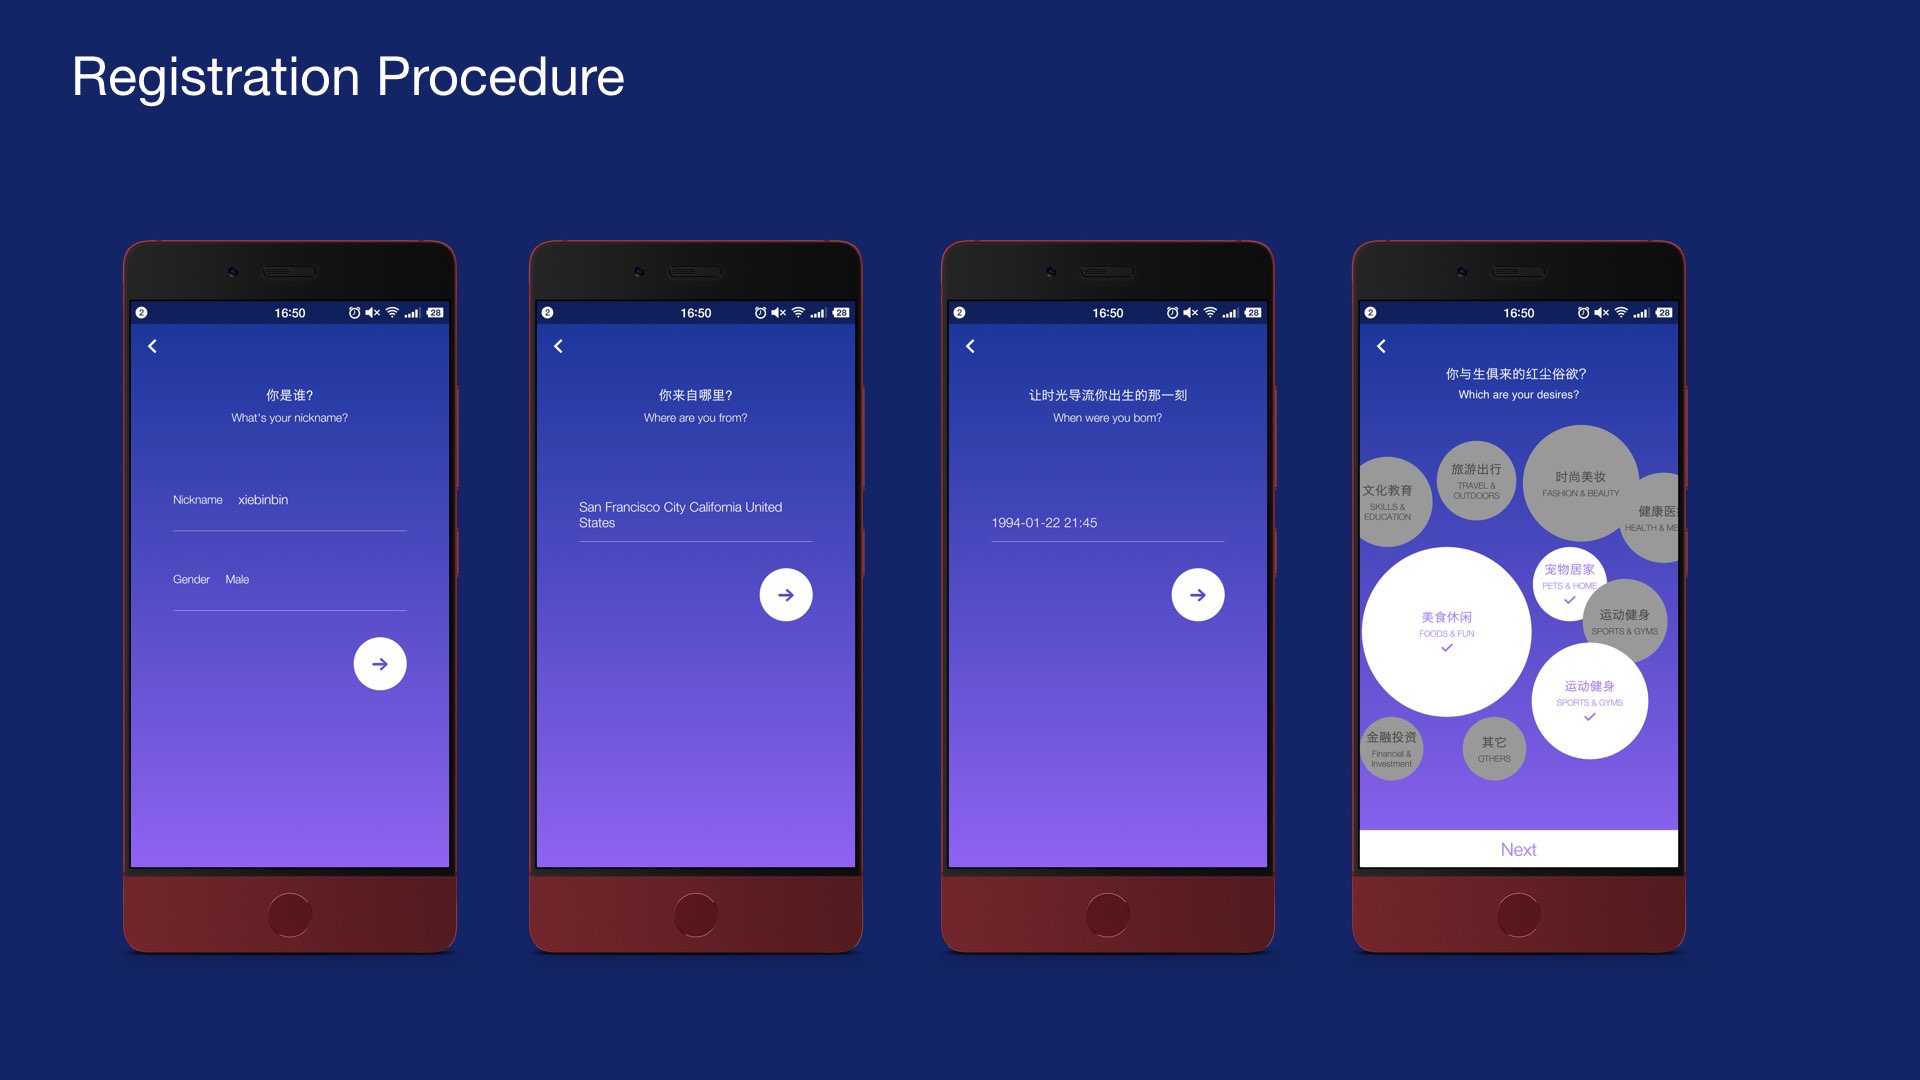 Registration Procedure
2
16:50
28
你是谁?
What's your nickname?
Nickname xiebinbin
Gender Male
2
16:50
28
你来自哪里?
Where are you from?
San Francisco City California United
States
2
16:50
28
让时光导流你出生的那一刻
When were you born?
1994-01-22 21:45
2
16:50
28
你与生俱来的红尘俗欲?
Which are your desires?
文化教育
SKILLS &
EDUCATION
旅游出行
TRAVEL &
OUTDOORS
时尚美妆
FASHION & BEAUTY
健康医
HEALTH & ME
宠物居家
PETS & HOME
美食休闲
FOODS & FUN
运动健身
SPORTS & GYMS
运动健身
SPORTS & GYMS
金融投资
Financial &
Investment
其它
OTHERS
Next